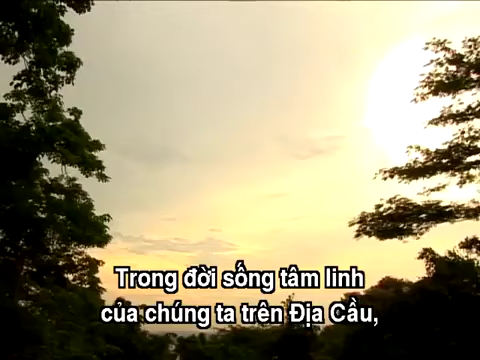 Trong đời sống tâm linh
của chúng ta trên Địa Cầu,